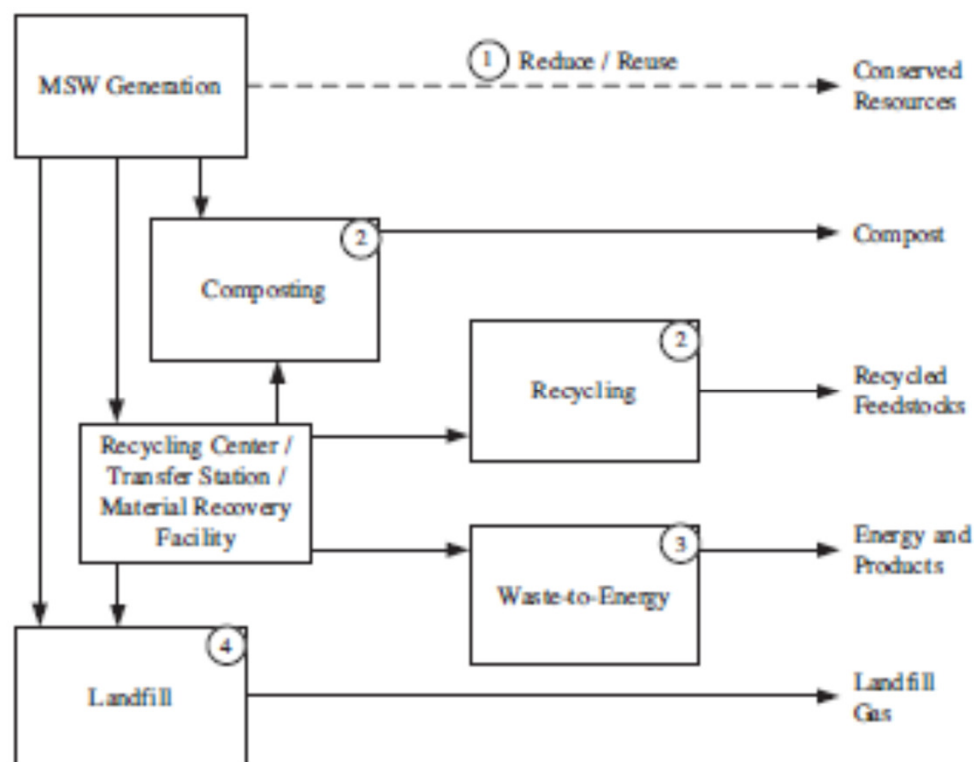 MSW Generation
1 Reduce / Reuse
Conserved
Resources
2
Composting
Compost
2
Recycling
Recycled
Feedstocks
Recycling Center /
Transfer Station /
Material Recovery
Facility
3
Waste-to-Energy
Energy and
Products
4
Landfill
Landfill
Gas